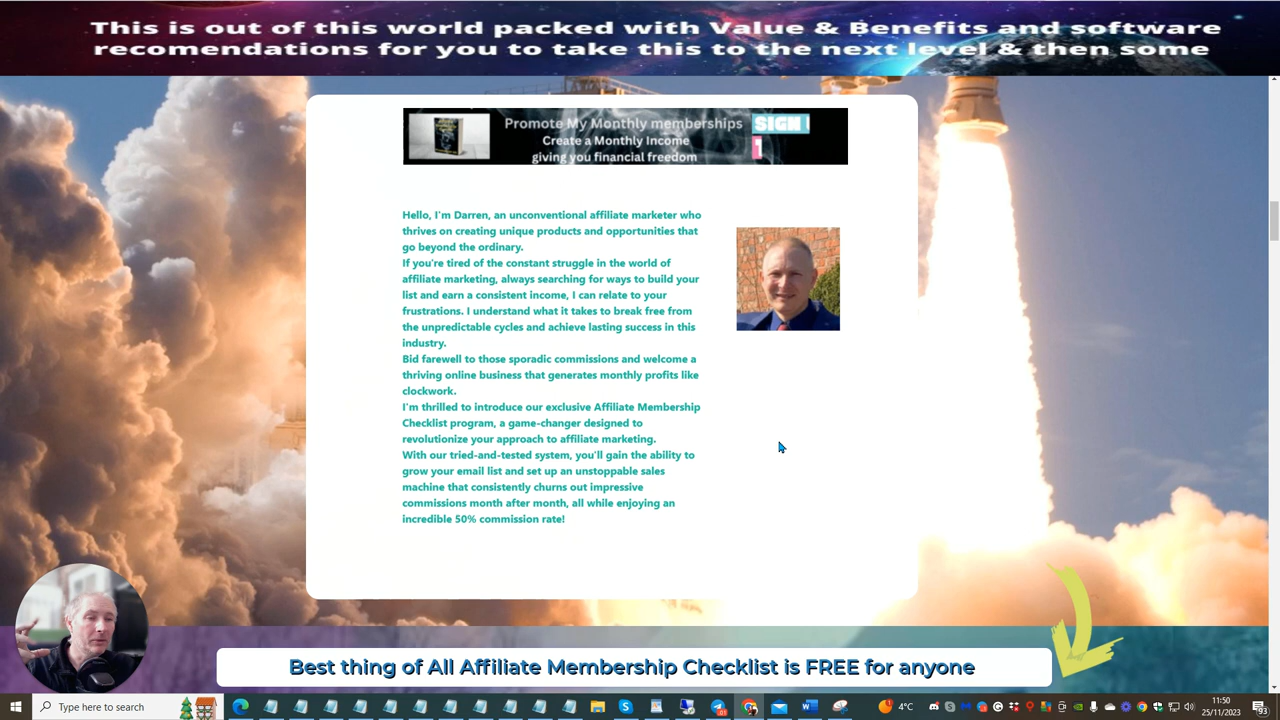 This is out of this world packed with Value & Benefits and software
recomendations for you to take this to the next level & then some
Promote My Monthly memberships
Create a Monthly Income
giving you financial freedom
SIGN
Hello, I'm Darren, an unconventional affiliate marketer who
thrives on creating unique products and opportunities that
go beyond the ordinary.
If you're tired of the constant struggle in the world of
affiliate marketing, always searching for ways to build your
list and earn a consistent income, I can relate to your
frustrations. I understand what it takes to break free from
the unpredictable cycles and achieve lasting success in this
industry.
Bid farewell to those sporadic commissions and welcome a
thriving online business that generates monthly profits like
clockwork.
I'm thrilled to introduce our exclusive Affiliate Membership
Checklist program, a game-changer designed to
revolutionize your approach to affiliate marketing.
With our tried-and-tested system, you'll gain the ability to
grow your email list and set up an unstoppable sales
machine that consistently churns out impressive
commissions month after month, all while enjoying an
incredible 50% commission rate!
Best thing of All Affiliate Membership Checklist is FREE for anyone
Type here to search
4°C
11:50
25/11/2023
93